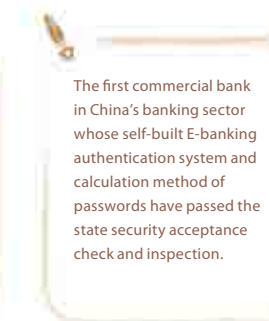 The first commercial bank
in China's banking sector
whose self-built E-banking
authentication system and
calculation method of
passwords have passed the
state security acceptance
check and inspection.